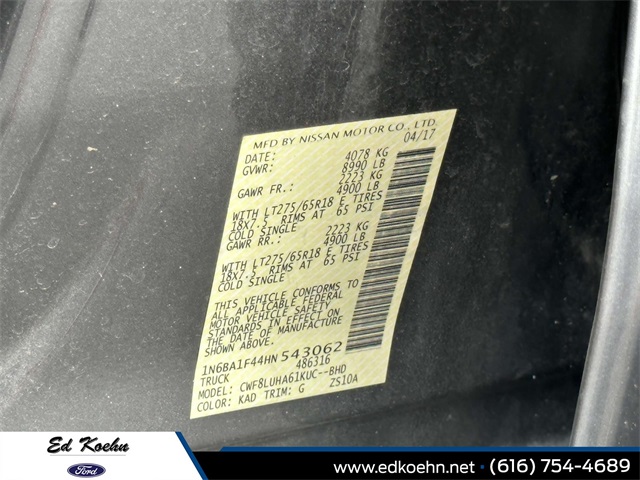 MFD BY NISSAN MOTOR CO., LTD.
DATE: 04/17
GVWR: 4078 KG
8990 LB
GAWR FR.: 2223 KG
4900 LB
WITH LT275/65R18 E TIRES
18X7.5 RIMS AT 65 PSI
COLD SINGLE
GAWR RR.: 2223 KG
4900 LB
WITH LT275/65R18 E TIRES
18X7.5 RIMS AT 65 PSI
COLD SINGLE
THIS VEHICLE CONFORMS TO
ALL APPLICABLE FEDERAL
MOTOR VEHICLE SAFETY
STANDARDS IN EFFECT ON
THE DATE OF MANUFACTURE
SHOWN ABOVE.
1N6BA1F44HN543062
TRUCK 486316
MODEL: CWF8LUHA61KUC--BHD
COLOR: KAD TRIM: G ZS10A
Ed Koehn
Ford
www.edkoehn.net (616) 754-4689